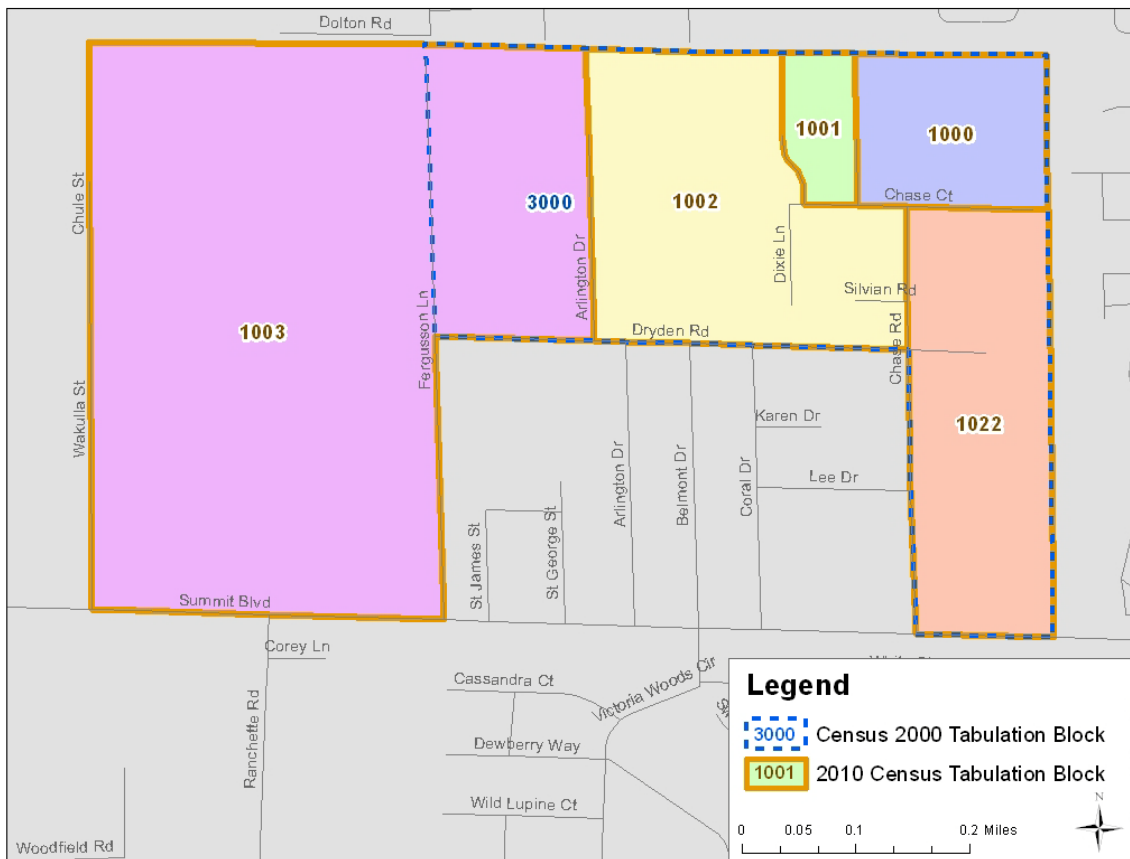 Dolton Rd
1001
1000
Chule St
3000
1002
Chase Ct
Arlington Dr
Dixie Ln
Silvian Rd
Fergusson Ln
1003
Dryden Rd
Chase Rd
Wakulla St
Karen Dr
1022
Arlington Dr
Belmont Dr
Coral Dr
Lee Dr
St James St
St George St
Summit Blvd
Corey Ln
Ranchette Rd
Cassandra Ct
Victoria Woods Cir
Dewberry Way
Wild Lupine Ct
Woodfield Rd
Legend
3000 Census 2000 Tabulation Block
1001 2010 Census Tabulation Block
N
0 0.05 0.1 0.2 Miles